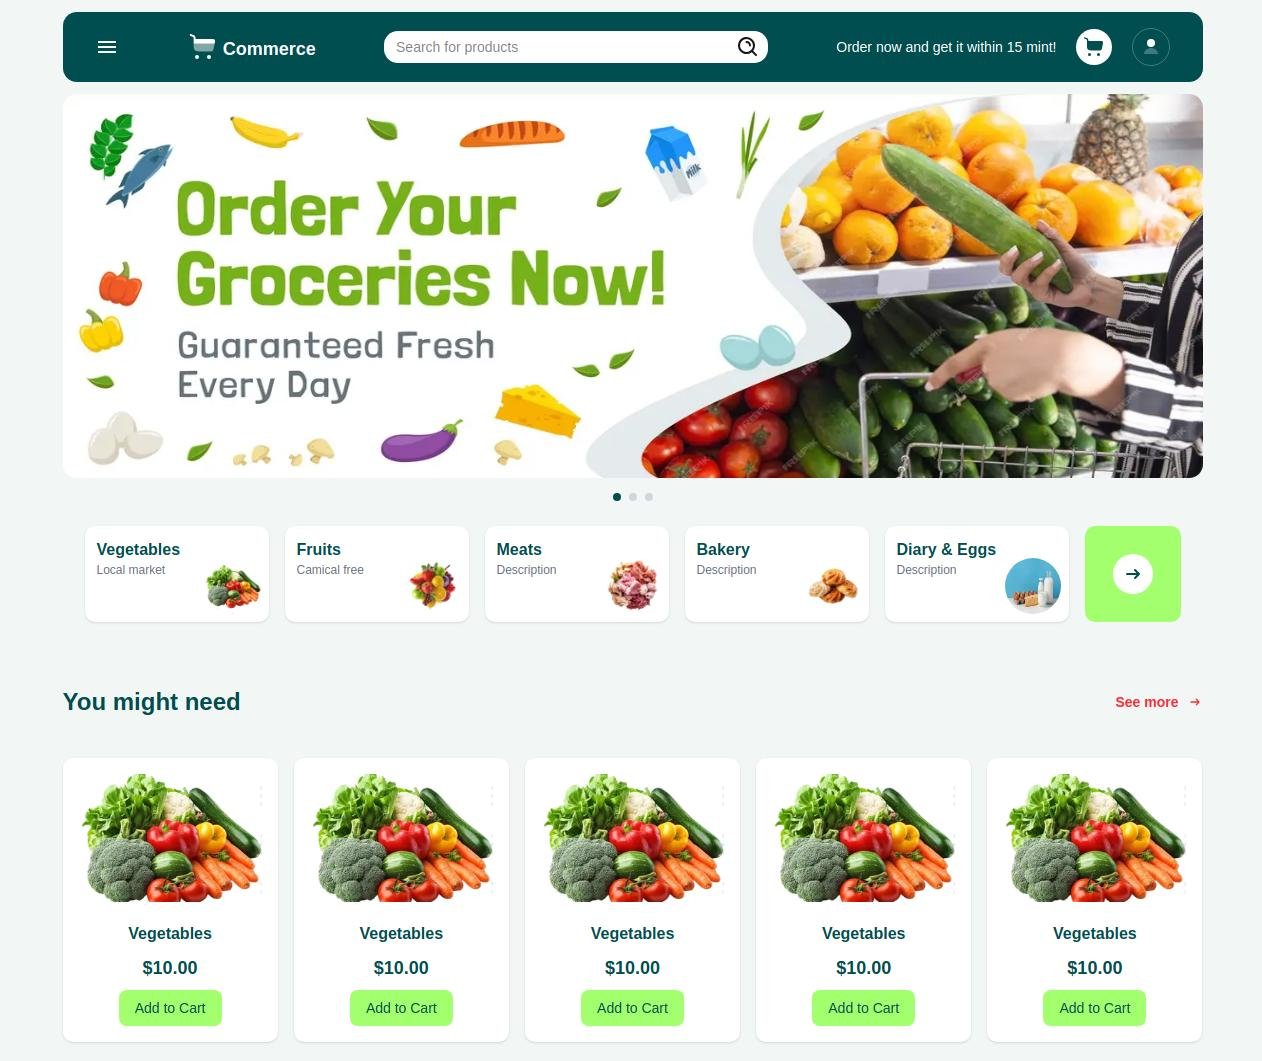 Commerce
Search for products
Order now and get it within 15 mint!
Order Your
Groceries Now!
Guaranteed Fresh
Every Day
Milk
Vegetables
Local market
Fruits
Camical free
Meats
Description
Bakery
Description
Diary & Eggs
Description
You might need
See more
Vegetables
$10.00
Add to Cart
Vegetables
$10.00
Add to Cart
Vegetables
$10.00
Add to Cart
Vegetables
$10.00
Add to Cart
Vegetables
$10.00
Add to Cart